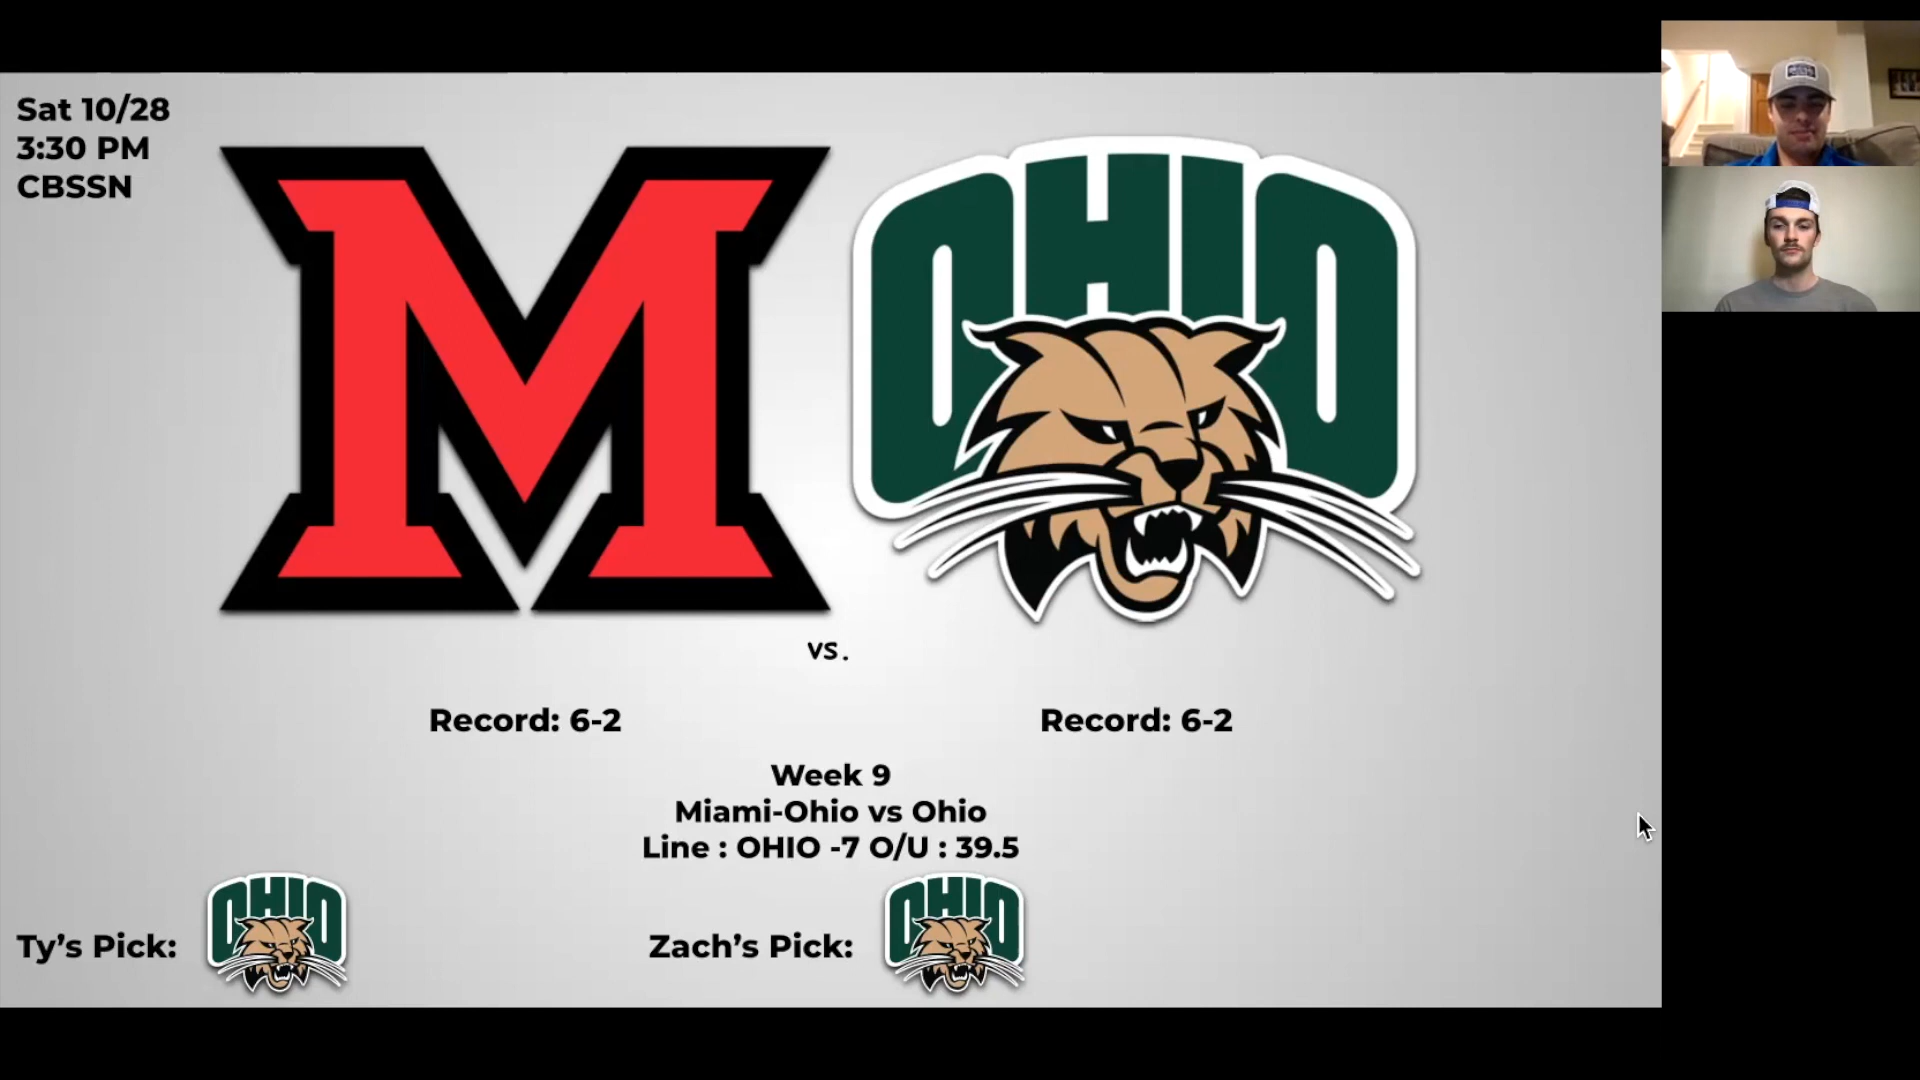 Sat 10/28
3:30 PM
CBSSN
M
OHIO
vs.
Record: 6-2
Record: 6-2
Week 9
Miami-Ohio vs Ohio
Line : OHIO -7 O/U : 39.5
Ty's Pick:
OHIO
Zach's Pick:
OHIO